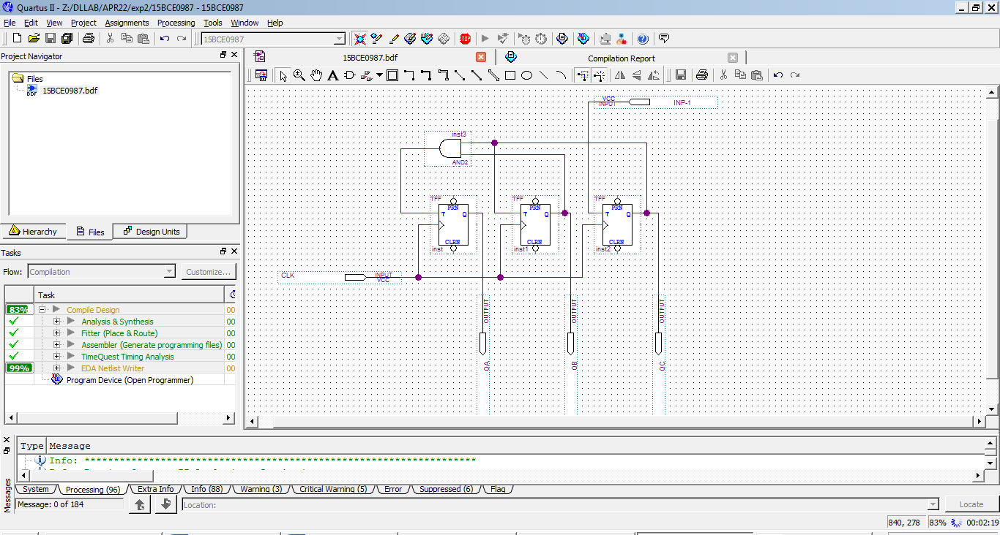 Quartus II - Z:/DLLAB/APR22/exp2/15BCE0987 - 15BCE0987
File Edit View Project Assignments Processing Tools Window Help
15BCE0987
STOP
Project Navigator
Files
BDF 15BCE0987.bdf
Hierarchy Files Design Units
Tasks
Flow: Compilation Customize...
Task
83% Compile Design 00
Analysis & Synthesis 00
Fitter (Place & Route) 00
Assembler (Generate programming files) 00
TimeQuest Timing Analysis 00
99% EDA Netlist Writer 00
Program Device (Open Programmer)
15BCE0987.bdf Compilation Report
VCC
INPUT INP-1
inst3
AND2
TFF TFF TFF
PRN PRN PRN
T Q T Q T Q
CLRN CLRN CLRN
inst inst1 inst2
CLK INPUT
VCC
OUTPUT OUTPUT OUTPUT
QA QB QC
Type Message
Info: *******************************************************************
System Processing (96) Extra Info Info (88) Warning (3) Critical Warning (5) Error Suppressed (6) Flag
Messages
Message: 0 of 184 Location: Locate
840, 278 83% 00:02:19